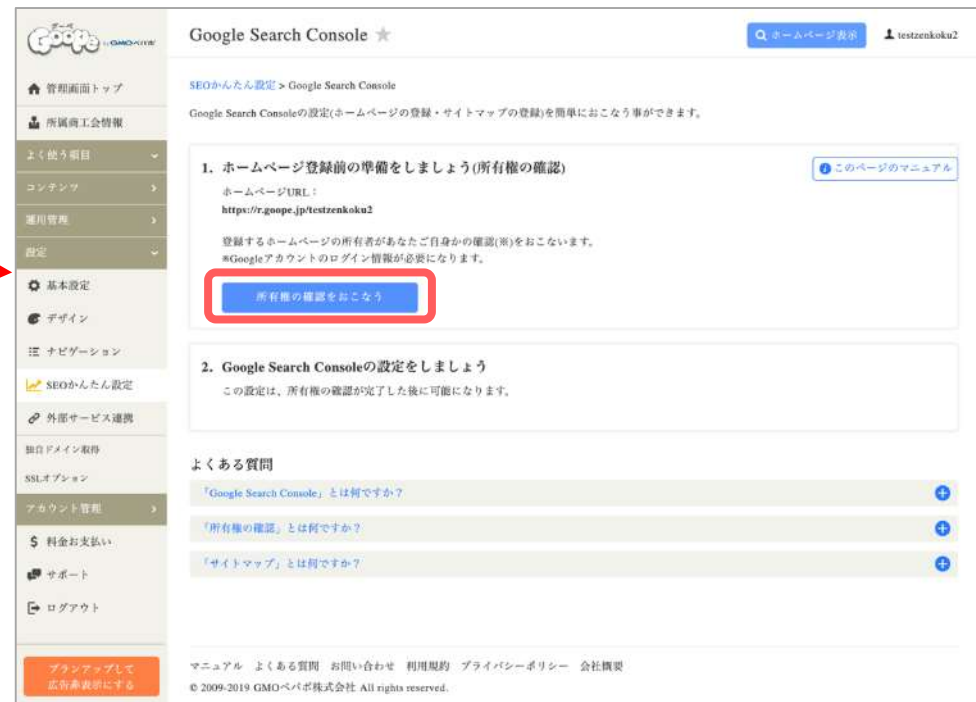 グーペ
Goope by GMOペパボ
Google Search Console ★
ホームページ表示
testzenkoku2
管理画面トップ
所属商工会情報
よく使う項目
コンテンツ
運用管理
設定
基本設定
デザイン
ナビゲーション
SEOかんたん設定
外部サービス連携
独自ドメイン取得
SSLオプション
アカウント管理
$ 料金お支払い
サポート
ログアウト
プランアップして
広告非表示にする
SEOかんたん設定 > Google Search Console
Google Search Consoleの設定(ホームページの登録・サイトマップの登録)を簡単におこなう事ができます。
1. ホームページ登録前の準備をしましょう(所有権の確認)
このページのマニュアル
ホームページURL：
https://r.goope.jp/testzenkoku2
登録するホームページの所有者があなたご自身かの確認(※)をおこないます。
※Googleアカウントのログイン情報が必要になります。
所有権の確認をおこなう
2. Google Search Consoleの設定をしましょう
この設定は、所有権の確認が完了した後に可能になります。
よくある質問
「Google Search Console」とは何ですか？
「所有権の確認」とは何ですか？
「サイトマップ」とは何ですか？
マニュアル よくある質問 お問い合わせ 利用規約 プライバシーポリシー 会社概要
© 2009-2019 GMOペパボ株式会社 All rights reserved.